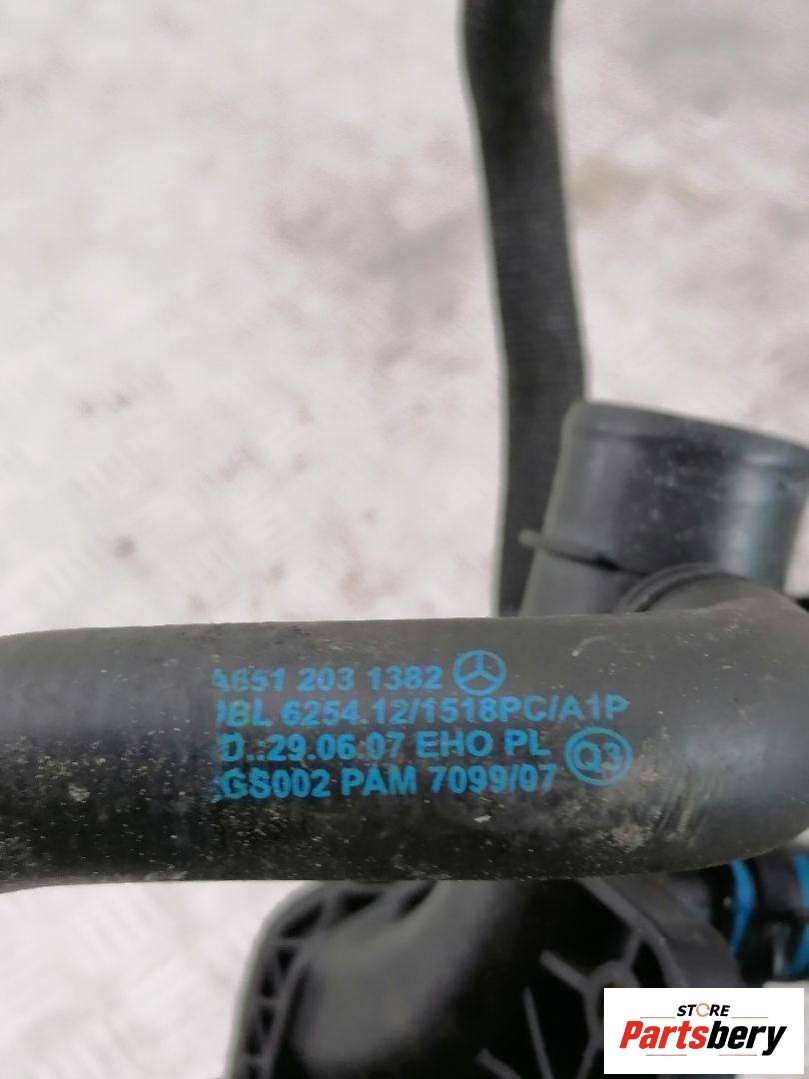 A651 203 1382
DBL 6254.12/1518PC/A1P
D.:29.06.07 EHO PL
Q3
GS002 PAM 7099/07
STORE
Partsbery